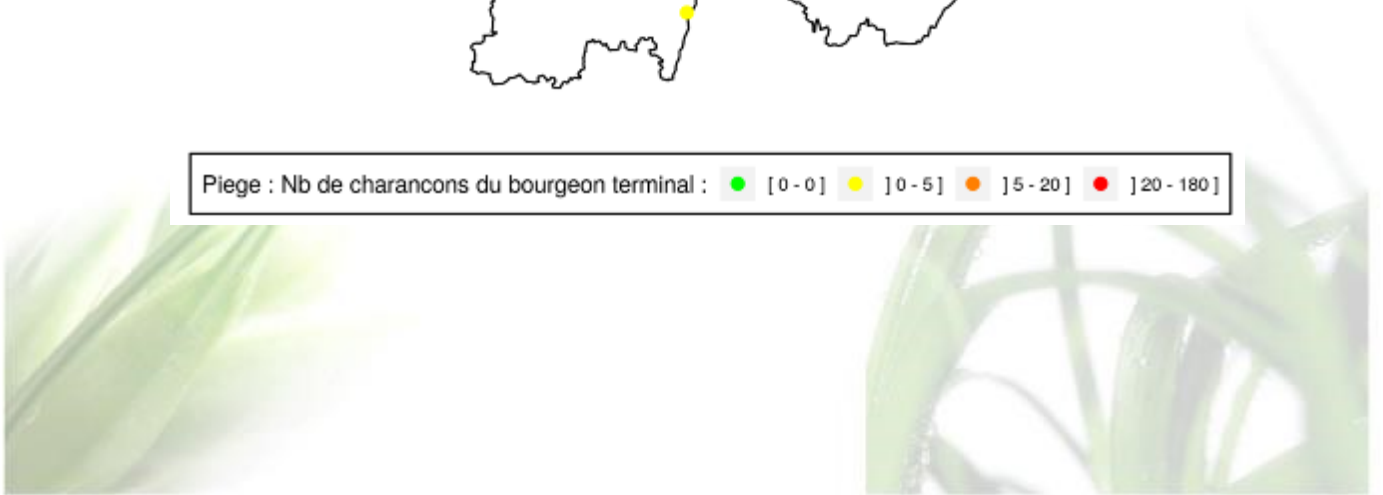 Piege : Nb de charancons du bourgeon terminal : [ 0 - 0 ] ] 0 - 5 ] ] 5 - 20 ] ] 20 - 180 ]